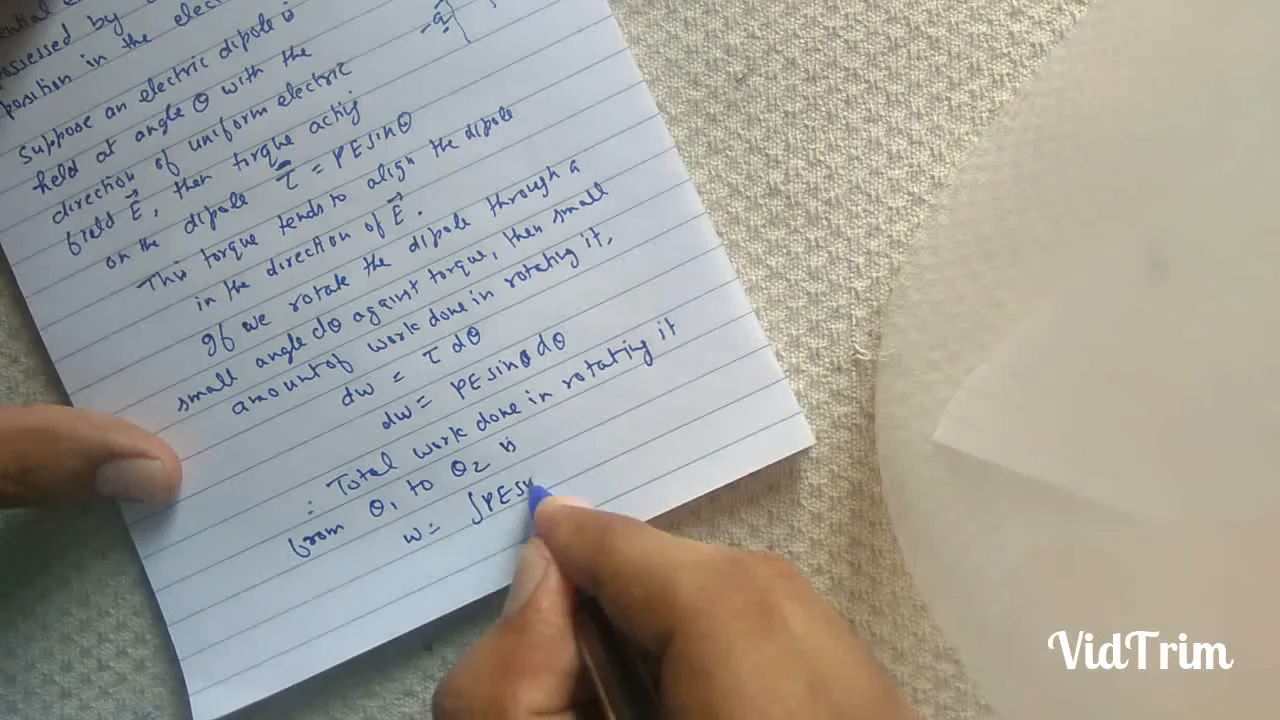 possessed by
position in the elec
Suppose an electric dipole is
held at angle θ with the
direction of uniform electric
field E⃗, then torque acting
on the dipole τ = PE sinθ
This torque tends to align the dipole
in the direction of E⃗.
If we rotate the dipole through a
small angle dθ against torque, then small
amount of work done in rotating it,
dw = τ dθ
dw = PE sinθ dθ
∴ Total work done in rotating it
from θ₁ to θ₂ is
w = ∫PEsi
-q
VidTrim